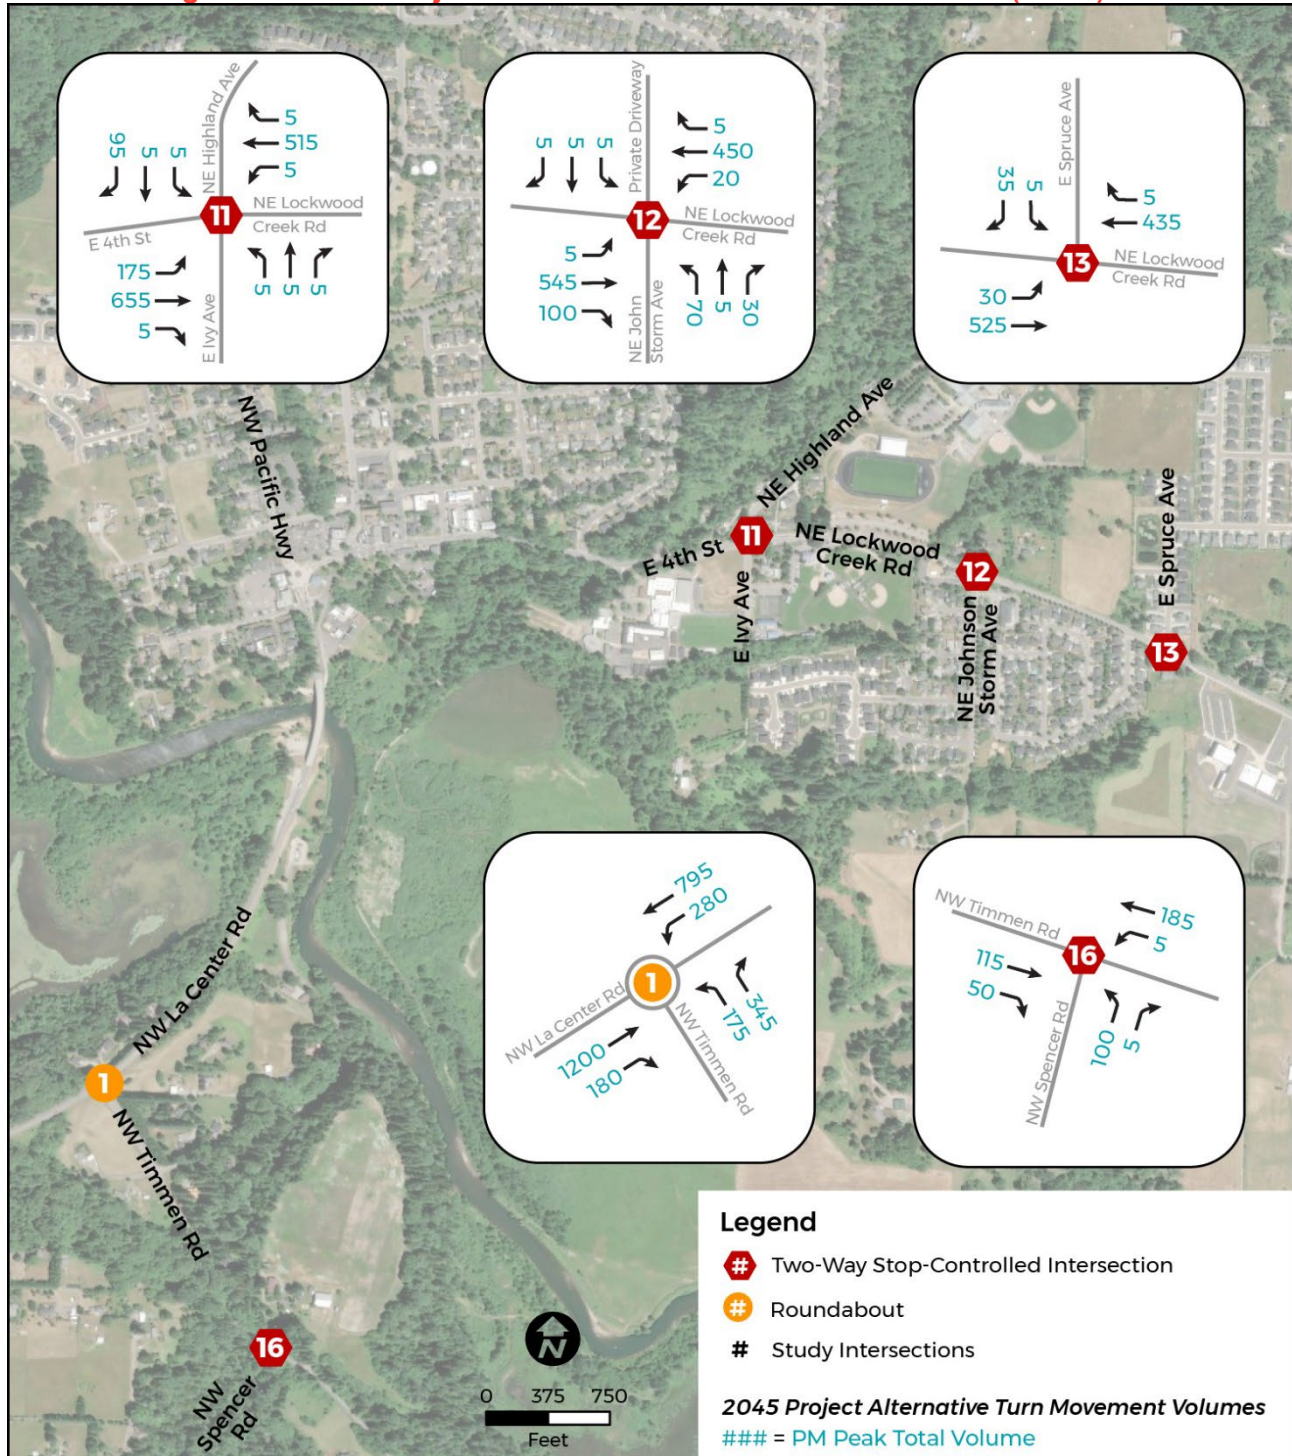 NE Highland Ave
95 5 5
5
515
5
NE Lockwood
Creek Rd
E 4th St
175
655
5
E Ivy Ave
5 5 5
11
Private Driveway
5 5 5
5
450
20
NE Lockwood
Creek Rd
5
545
100
NE John
Storm Ave
70 5 30
12
E Spruce Ave
35 5
5
435
NE Lockwood
Creek Rd
30
525
13
NW Pacific Hwy
NE Highland Ave
E 4th St
11
NE Lockwood
Creek Rd
E Ivy Ave
12
NE Johnson
Storm Ave
E Spruce Ave
13
NW La Center Rd
1
NW Timmen Rd
16
NW
Spencer
Rd
795
280
1
NW La Center Rd
1200
180
345
175
NW Timmen Rd
NW Timmen Rd
185
5
16
115
50
100
5
NW Spencer Rd
N
0 375 750
Feet
Legend
# Two-Way Stop-Controlled Intersection
# Roundabout
# Study Intersections
2045 Project Alternative Turn Movement Volumes
### = PM Peak Total Volume